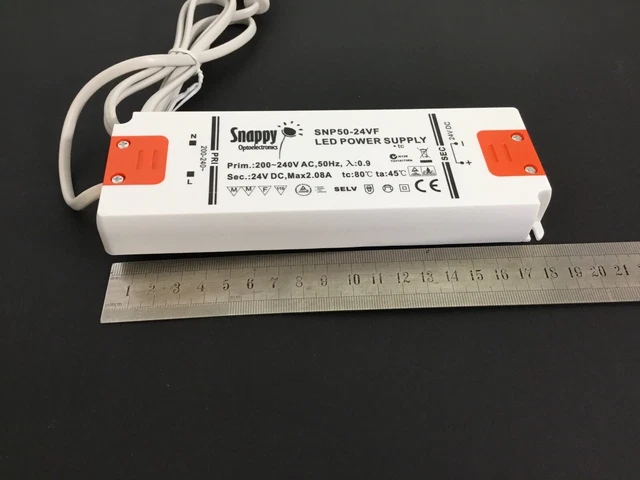 Snappy
Optoelectronics
SNP50-24VF
LED POWER SUPPLY
N
200-240~
L
PRI
Prim.:200~240V AC,50Hz, λ:0.9
Sec.:24V DC,Max2.08A
tc:80℃ ta:45℃
• tc
M M F 110
SELV
CE
SEC
24V DC
-
+
1 2 3 4 5 6 7 8 9 10 11 12 13 14 15 16 17 18 19 20 21